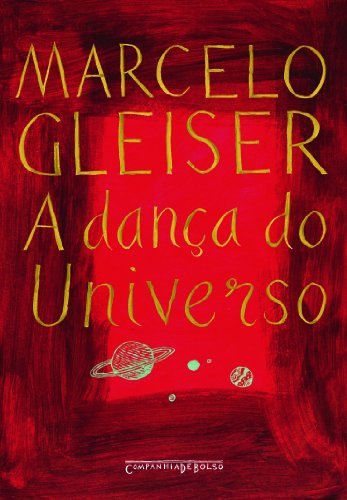 MARCELO
GLEISER
A dança do
Universo
COMPANHIA DE BOLSO